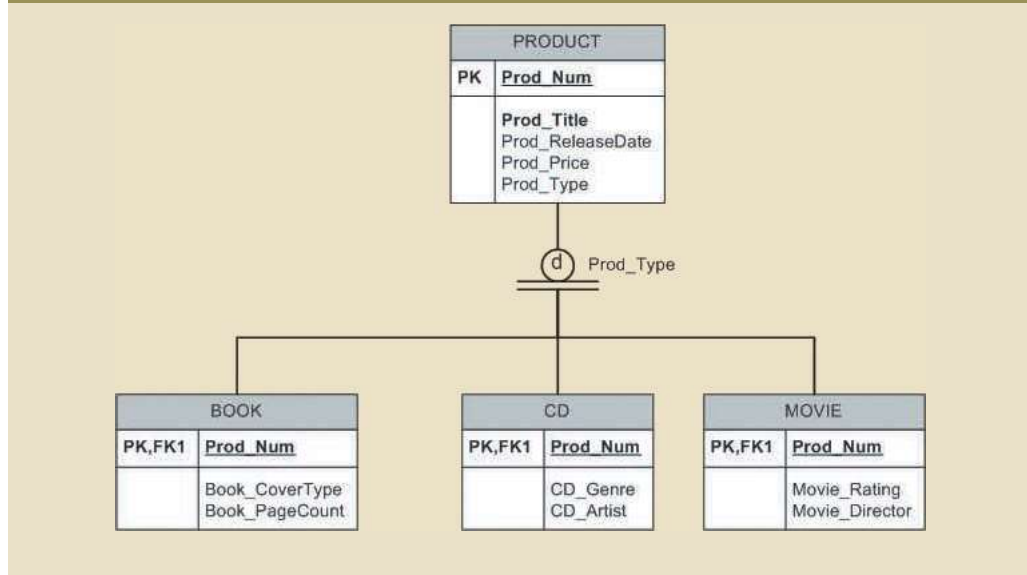 PRODUCT
PK Prod_Num
Prod_Title
Prod_ReleaseDate
Prod_Price
Prod_Type
d Prod_Type
BOOK
PK,FK1 Prod_Num
Book_CoverType
Book_PageCount
CD
PK,FK1 Prod_Num
CD_Genre
CD_Artist
MOVIE
PK,FK1 Prod_Num
Movie_Rating
Movie_Director